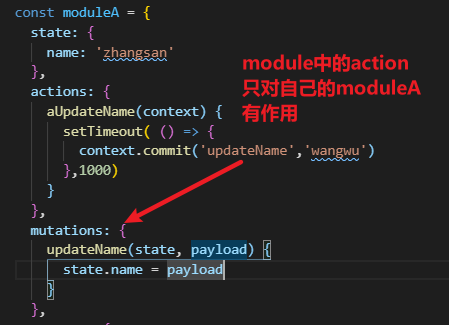 const moduleA = {
state: {
name: 'zhangsan'
},
actions: {
aUpdateName(context) {
setTimeout( () => {
context.commit('updateName','wangwu')
},1000)
}
},
mutations: {
updateName(state, payload) {
state.name = payload
}
},
module中的action
只对自己的moduleA
有作用